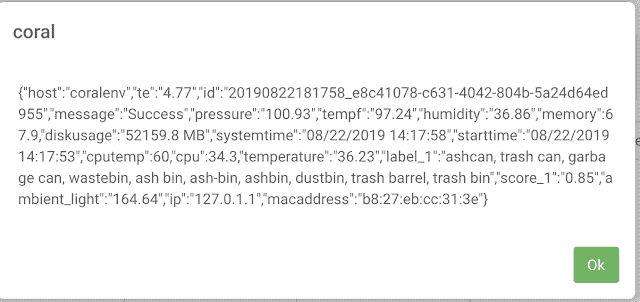 coral
{"host":"coralenv","te":"4.77","id":"20190822181758_e8c41078-c631-4042-804b-5a24d64ed
955","message":"Success","pressure":"100.93","tempf":"97.24","humidity":"36.86","memory":6
7.9,"diskusage":"52159.8 MB","systemtime":"08/22/2019 14:17:58","starttime":"08/22/2019
14:17:53","cputemp":60,"cpu":34.3,"temperature":"36.23","label_1":"ashcan, trash can, garba
ge can, wastebin, ash bin, ash-bin, ashbin, dustbin, trash barrel, trash bin","score_1":"0.85","a
mbient_light":"164.64","ip":"127.0.1.1","macaddress":"b8:27:eb:cc:31:3e"}
Ok